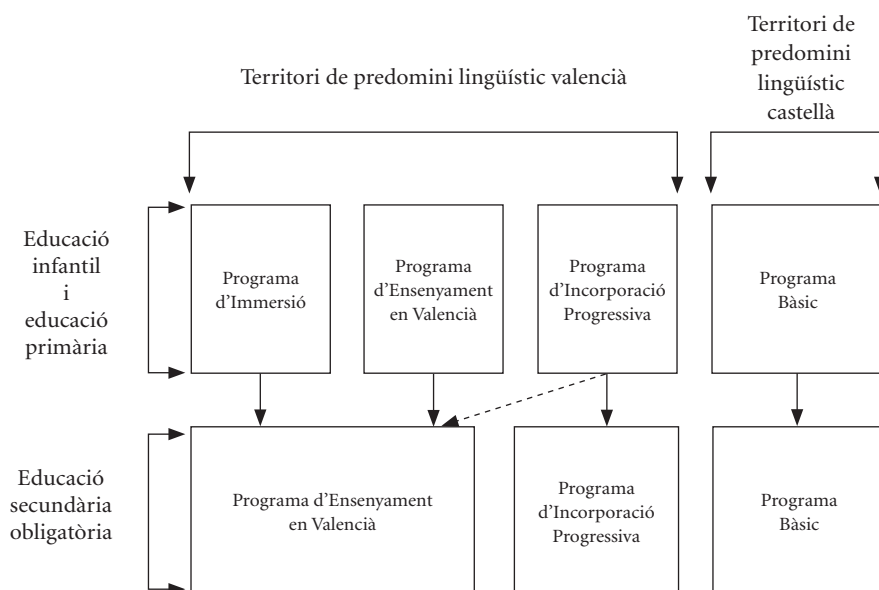 Territori de predomini lingüístic valencià
Territori de
predomini
lingüístic
castellà
Educació
infantil
i
educació
primària
Programa
d’Immersió
Programa
d’Ensenyament
en Valencià
Programa
d’Incorporació
Progressiva
Programa
Bàsic
Educació
secundària
obligatòria
Programa d’Ensenyament
en Valencià
Programa
d’Incorporació
Progressiva
Programa
Bàsic